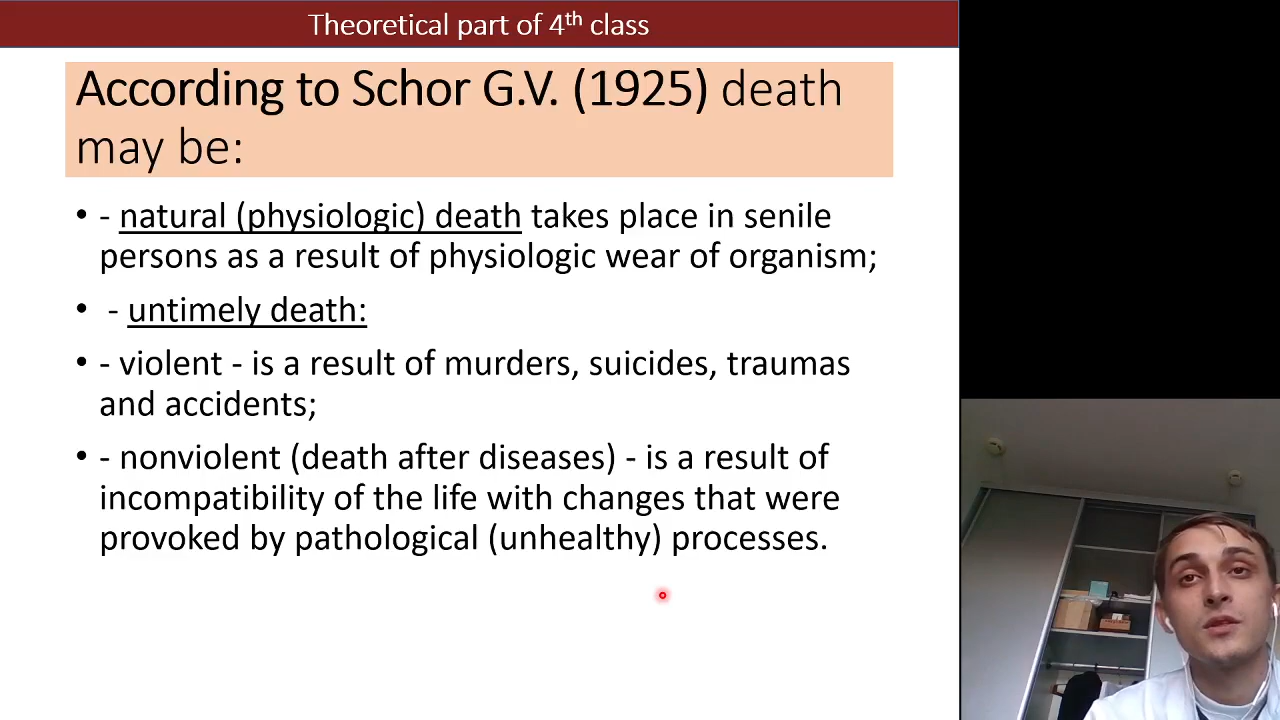 Theoretical part of 4th class
According to Schor G.V. (1925) death
may be:
• - natural (physiologic) death takes place in senile
persons as a result of physiologic wear of organism;
• - untimely death:
• - violent - is a result of murders, suicides, traumas
and accidents;
• - nonviolent (death after diseases) - is a result of
incompatibility of the life with changes that were
provoked by pathological (unhealthy) processes.